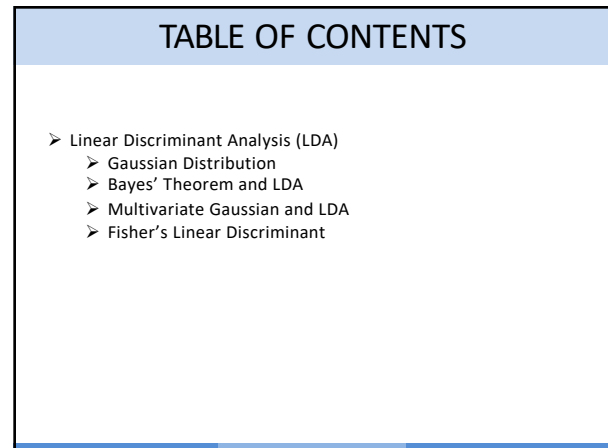 TABLE OF CONTENTS
➢ Linear Discriminant Analysis (LDA)
➢ Gaussian Distribution
➢ Bayes’ Theorem and LDA
➢ Multivariate Gaussian and LDA
➢ Fisher’s Linear Discriminant